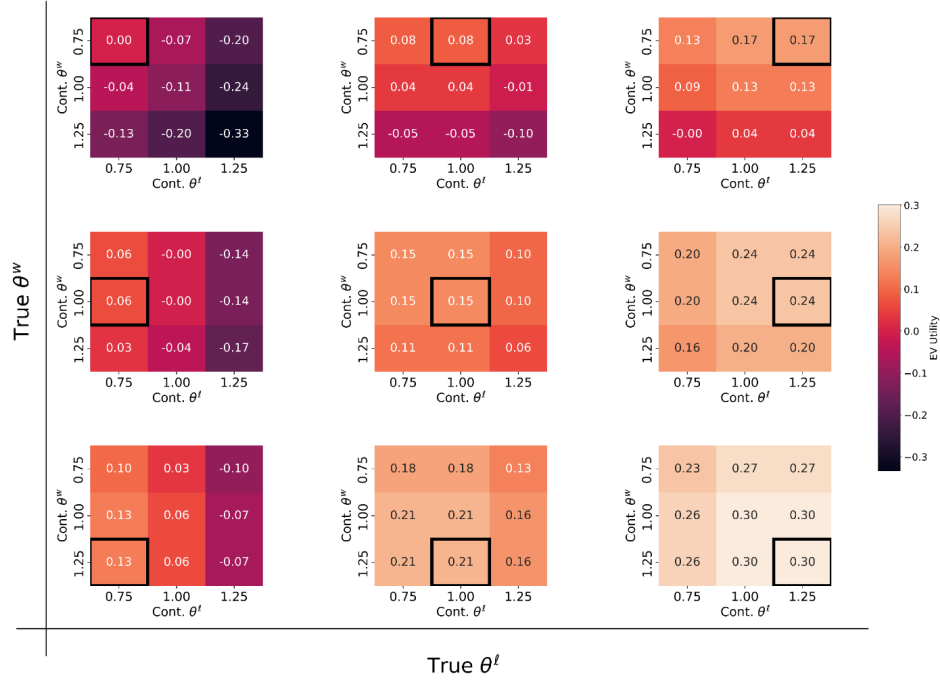 True θʷ
Cont. θʷ
0.75 0.00 -0.07 -0.20
1.00 -0.04 -0.11 -0.24
1.25 -0.13 -0.20 -0.33
0.75 1.00 1.25
Cont. θ^ℓ
Cont. θʷ
0.75 0.08 0.08 0.03
1.00 0.04 0.04 -0.01
1.25 -0.05 -0.05 -0.10
0.75 1.00 1.25
Cont. θ^ℓ
Cont. θʷ
0.75 0.13 0.17 0.17
1.00 0.09 0.13 0.13
1.25 -0.00 0.04 0.04
0.75 1.00 1.25
Cont. θ^ℓ
Cont. θʷ
0.75 0.06 -0.00 -0.14
1.00 0.06 -0.00 -0.14
1.25 0.03 -0.04 -0.17
0.75 1.00 1.25
Cont. θ^ℓ
Cont. θʷ
0.75 0.15 0.15 0.10
1.00 0.15 0.15 0.10
1.25 0.11 0.11 0.06
0.75 1.00 1.25
Cont. θ^ℓ
Cont. θʷ
0.75 0.20 0.24 0.24
1.00 0.20 0.24 0.24
1.25 0.16 0.20 0.20
0.75 1.00 1.25
Cont. θ^ℓ
Cont. θʷ
0.75 0.10 0.03 -0.10
1.00 0.13 0.06 -0.07
1.25 0.13 0.06 -0.07
0.75 1.00 1.25
Cont. θ^ℓ
Cont. θʷ
0.75 0.18 0.18 0.13
1.00 0.21 0.21 0.16
1.25 0.21 0.21 0.16
0.75 1.00 1.25
Cont. θ^ℓ
Cont. θʷ
0.75 0.23 0.27 0.27
1.00 0.26 0.30 0.30
1.25 0.26 0.30 0.30
0.75 1.00 1.25
Cont. θ^ℓ
0.3
0.2
0.1
0.0
−0.1
−0.2
−0.3
EV Utility
True θ^ℓ